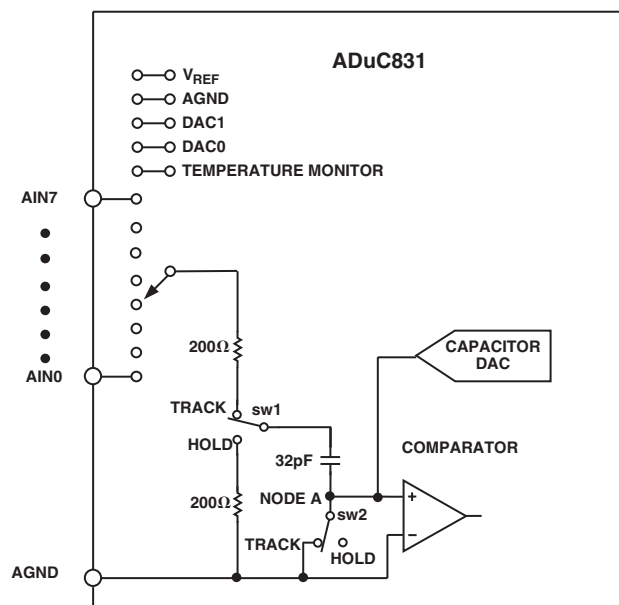 ADuC831
VREF
AGND
DAC1
DAC0
TEMPERATURE MONITOR
AIN7
AIN0
200Ω
CAPACITOR
DAC
TRACK
sw1
HOLD
COMPARATOR
32pF
200Ω
NODE A
+
sw2
−
TRACK
HOLD
AGND